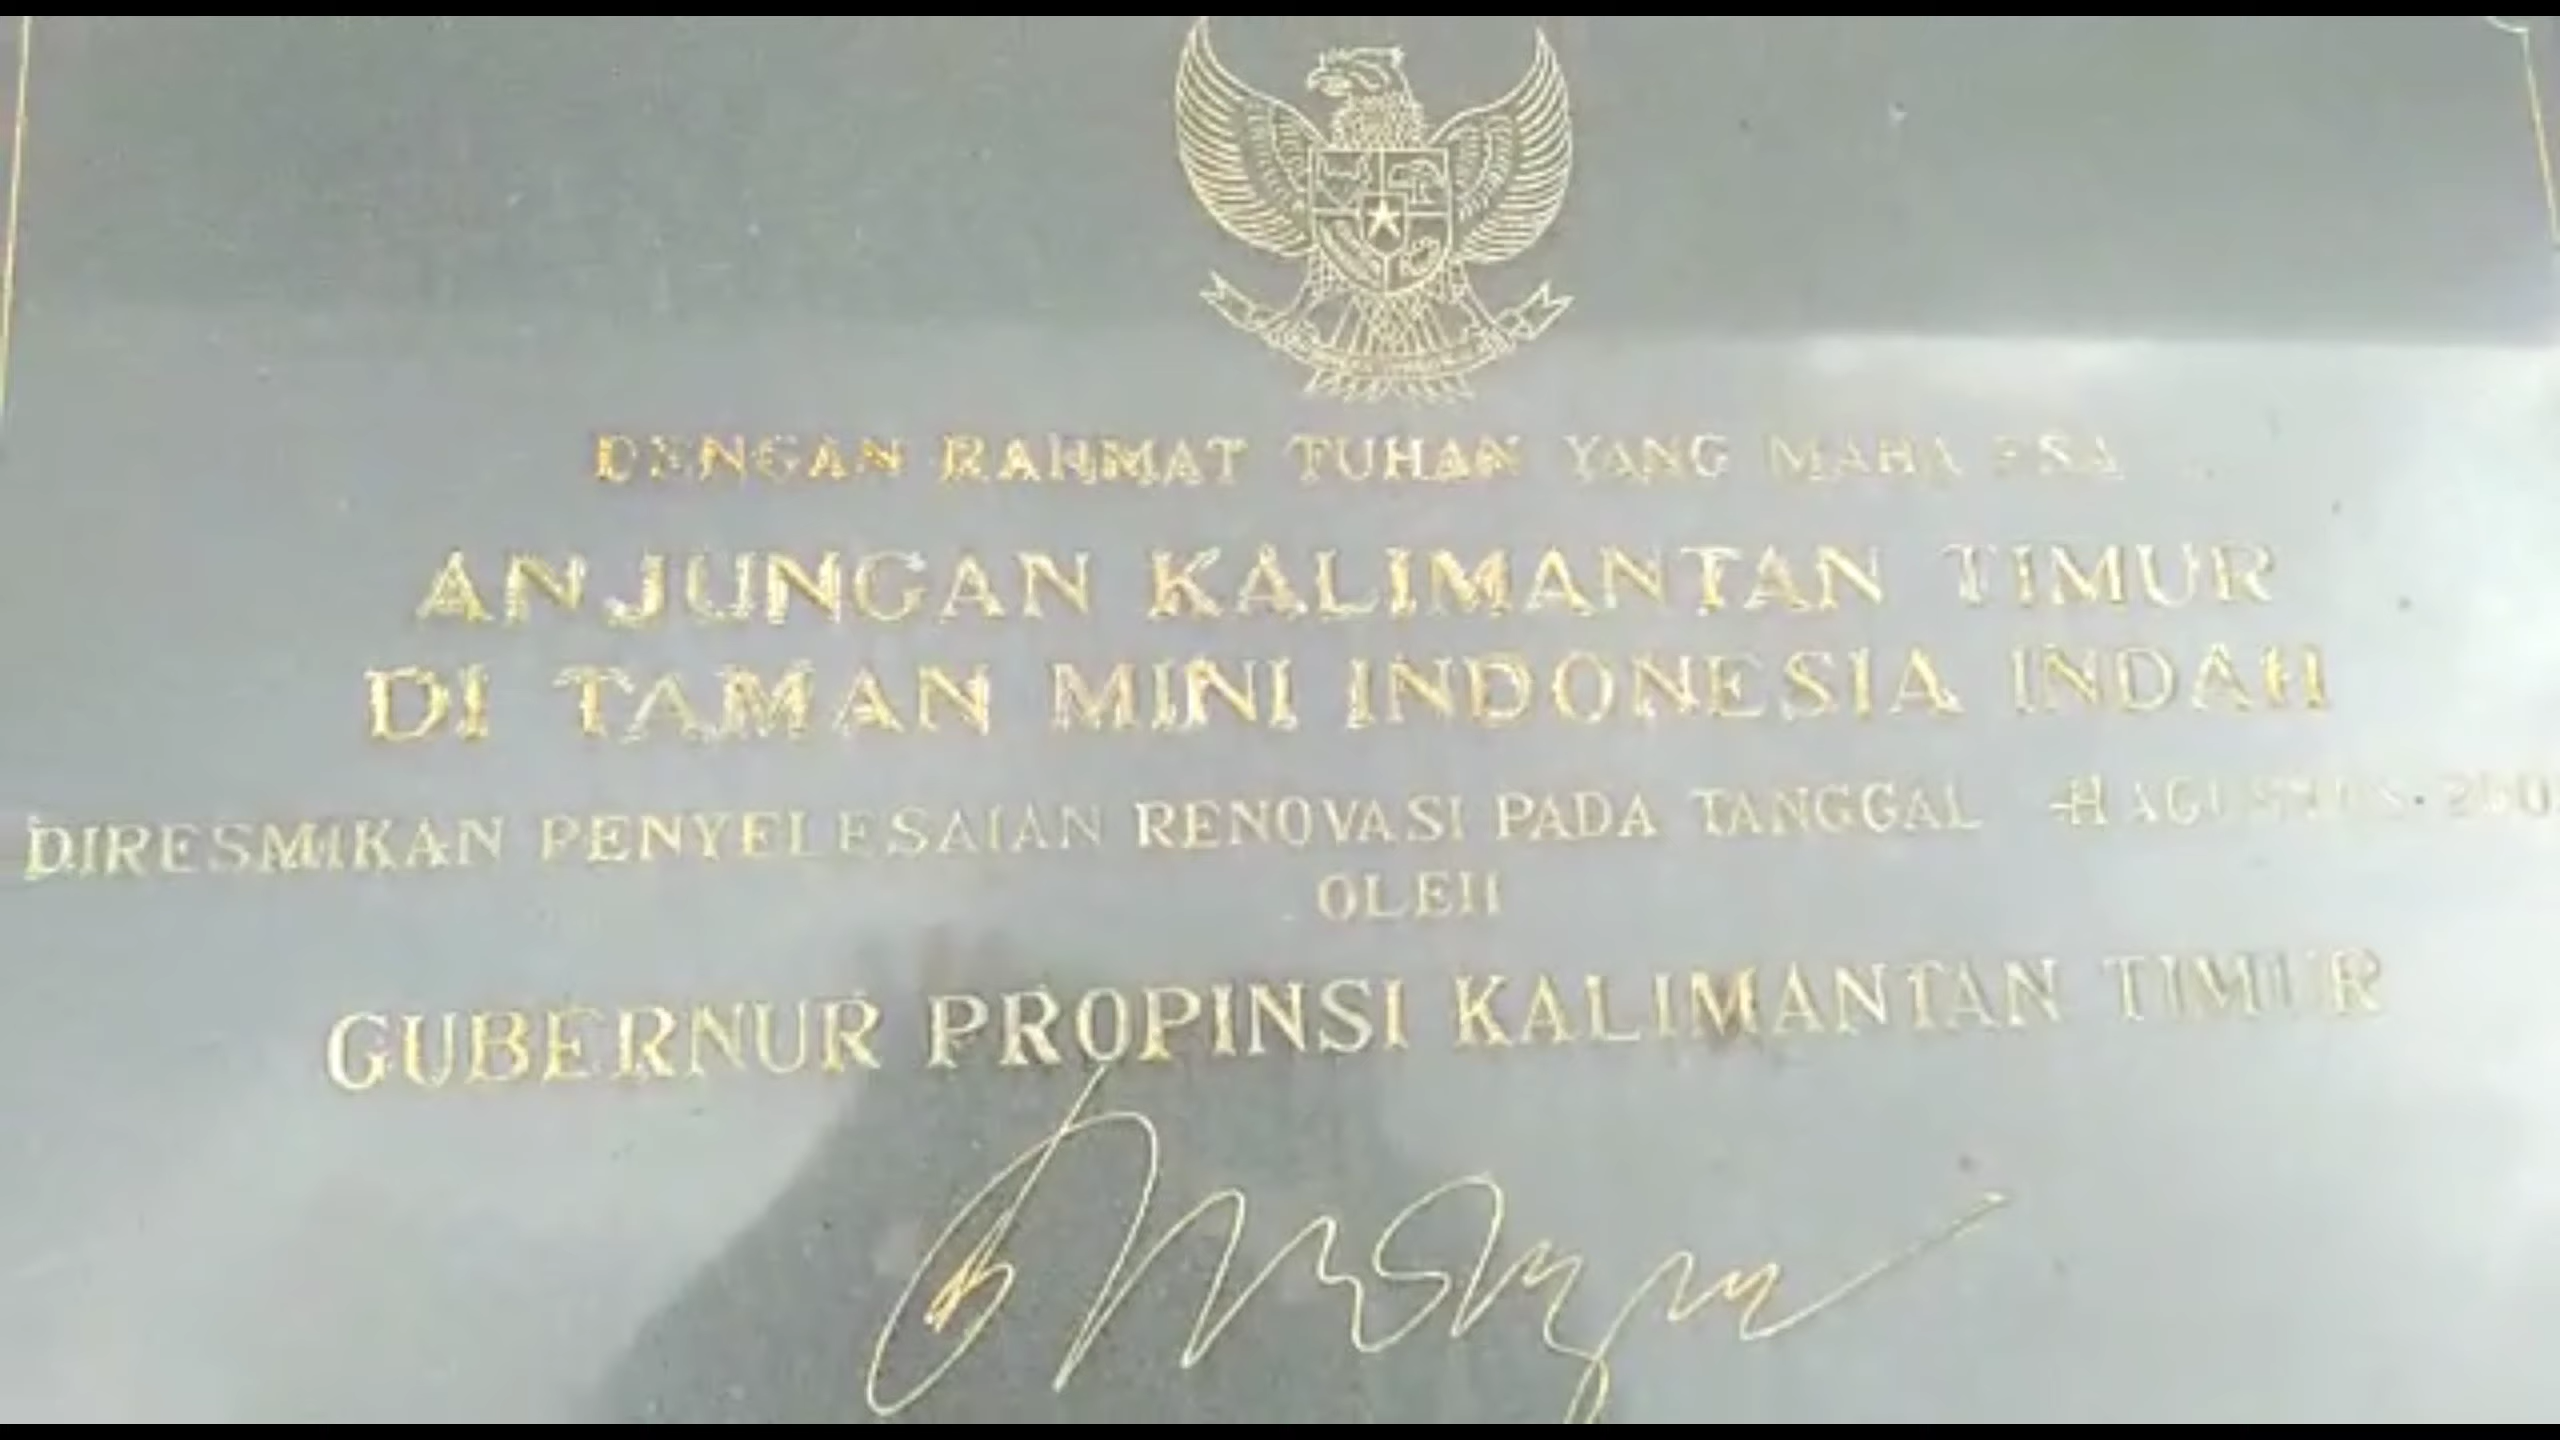 DENGAN RAHMAT TUHAN YANG MAHA ESA
ANJUNGAN KALIMANTAN TIMUR
DI TAMAN MINI INDONESIA INDAH
DIRESMIKAN PENYELESAIAN RENOVASI PADA TANGGAL AGUSTUS
OLEH
GUBERNUR PROPINSI KALIMANTAN TIMUR